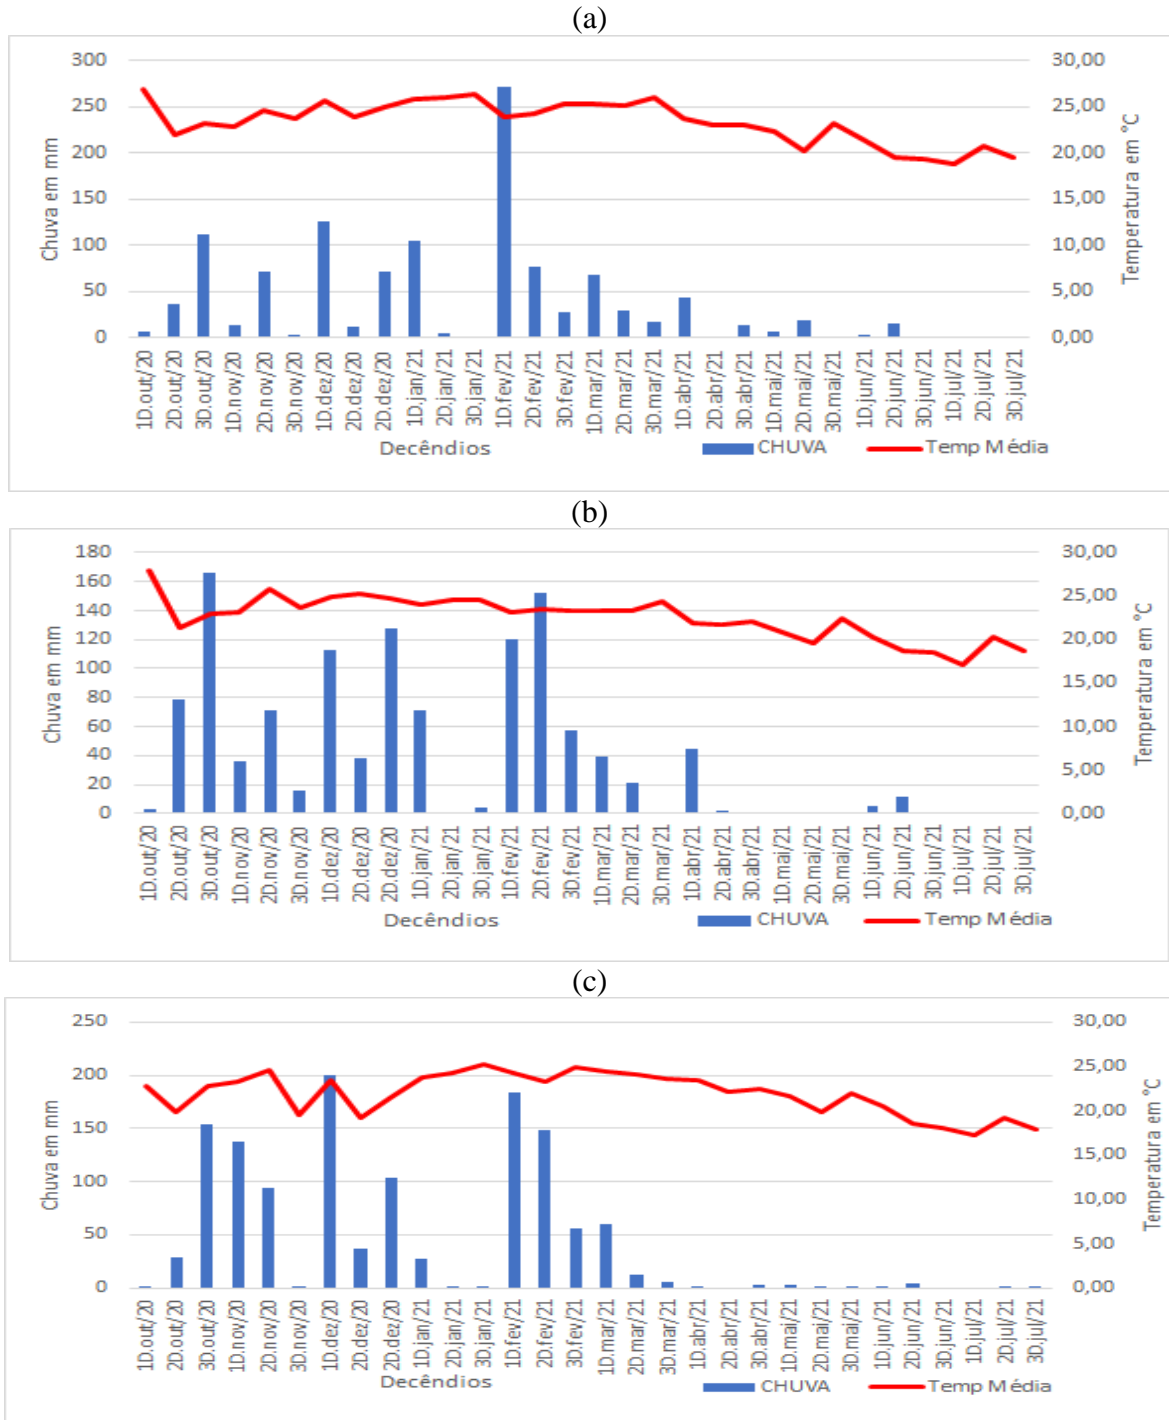 (a)
300 30,00
250 25,00
200 20,00
150 15,00
100 10,00
50 5,00
0 0,00
Chuva em mm
Temperatura em °C
1D.out/20 2D.out/20 3D.out/20 1D.nov/20 2D.nov/20 3D.nov/20 1D.dez/20 2D.dez/20 2D.dez/20 1D.jan/21 2D.jan/21 3D.jan/21 1D.fev/21 2D.fev/21 3D.fev/21 1D.mar/21 2D.mar/21 3D.mar/21 1D.abr/21 2D.abr/21 3D.abr/21 1D.mai/21 2D.mai/21 3D.mai/21 1D.jun/21 2D.jun/21 3D.jun/21 1D.jul/21 2D.jul/21 3D.jul/21
Decêndios CHUVA Temp Média
(b)
180 30,00
160 25,00
140 20,00
120 15,00
100 10,00
80 5,00
60 0,00
40
20
0
Chuva em mm
Temperatura em °C
1D.out/20 2D.out/20 3D.out/20 1D.nov/20 2D.nov/20 3D.nov/20 1D.dez/20 2D.dez/20 2D.dez/20 1D.jan/21 2D.jan/21 3D.jan/21 1D.fev/21 2D.fev/21 3D.fev/21 1D.mar/21 2D.mar/21 3D.mar/21 1D.abr/21 2D.abr/21 3D.abr/21 1D.mai/21 2D.mai/21 3D.mai/21 1D.jun/21 2D.jun/21 3D.jun/21 1D.jul/21 2D.jul/21 3D.jul/21
Decêndios CHUVA Temp Média
(c)
250 30,00
200 25,00
150 20,00
100 15,00
50 10,00
0 5,00
0,00
Chuva em mm
Temperatura em °C
1D.out/20 2D.out/20 3D.out/20 1D.nov/20 2D.nov/20 3D.nov/20 1D.dez/20 2D.dez/20 2D.dez/20 1D.jan/21 2D.jan/21 3D.jan/21 1D.fev/21 2D.fev/21 3D.fev/21 1D.mar/21 2D.mar/21 3D.mar/21 1D.abr/21 2D.abr/21 3D.abr/21 1D.mai/21 2D.mai/21 3D.mai/21 1D.jun/21 2D.jun/21 3D.jun/21 1D.jul/21 2D.jul/21 3D.jul/21
Decêndios CHUVA Temp Média